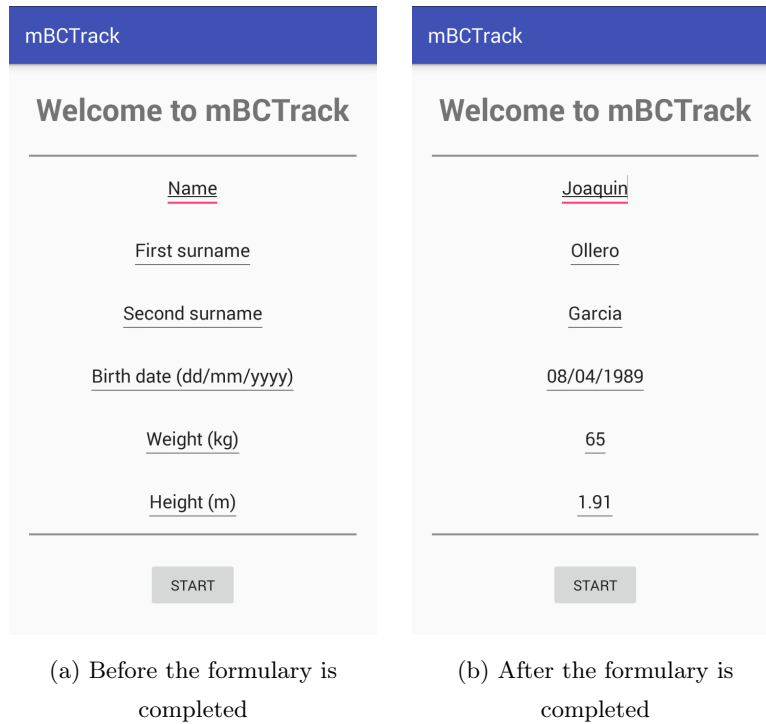 mBCTrack
Welcome to mBCTrack
Name
First surname
Second surname
Birth date (dd/mm/yyyy)
Weight (kg)
Height (m)
START
(a) Before the formulary is
completed
mBCTrack
Welcome to mBCTrack
Joaquin
Ollero
Garcia
08/04/1989
65
1.91
START
(b) After the formulary is
completed